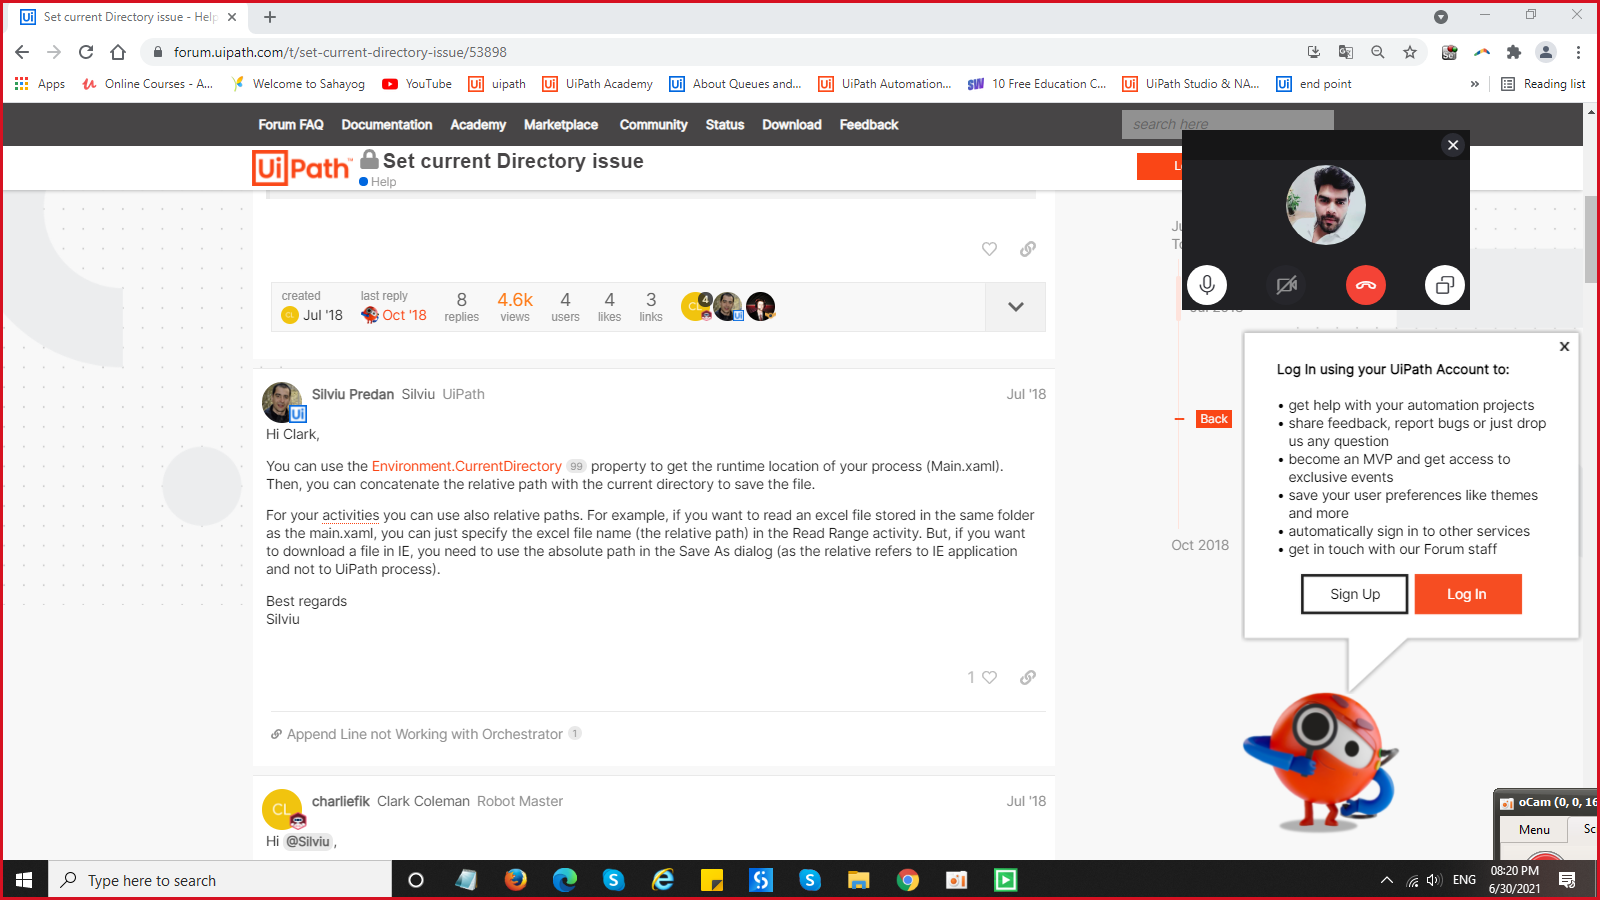 Set current Directory issue - Help
forum.uipath.com/t/set-current-directory-issue/53898
Apps
Online Courses - A...
Welcome to Sahayog
YouTube
uipath
UiPath Academy
About Queues and...
UiPath Automation...
10 Free Education C...
UiPath Studio & NA...
end point
»
Reading list
Forum FAQ
Documentation
Academy
Marketplace
Community
Status
Download
Feedback
search here
UiPath
Set current Directory issue
Help
created
CL Jul '18
last reply
Oct '18
8
replies
4.6k
views
4
users
4
likes
3
links
4
Silviu Predan Silviu UiPath
Jul '18
Hi Clark,
You can use the Environment.CurrentDirectory 99 property to get the runtime location of your process (Main.xaml).
Then, you can concatenate the relative path with the current directory to save the file.
For your activities you can use also relative paths. For example, if you want to read an excel file stored in the same folder
as the main.xaml, you can just specify the excel file name (the relative path) in the Read Range activity. But, if you want
to download a file in IE, you need to use the absolute path in the Save As dialog (as the relative refers to IE application
and not to UiPath process).
Best regards
Silviu
1
Append Line not Working with Orchestrator 1
CL
charliefik Clark Coleman Robot Master
Jul '18
Hi @Silviu ,
Back
Oct 2018
x
Log In using your UiPath Account to:
• get help with your automation projects
• share feedback, report bugs or just drop
us any question
• become an MVP and get access to
exclusive events
• save your user preferences like themes
and more
• automatically sign in to other services
• get in touch with our Forum staff
Sign Up
Log In
oCam (0, 0, 16
Menu
Sc
Type here to search
ENG
08:20 PM
6/30/2021